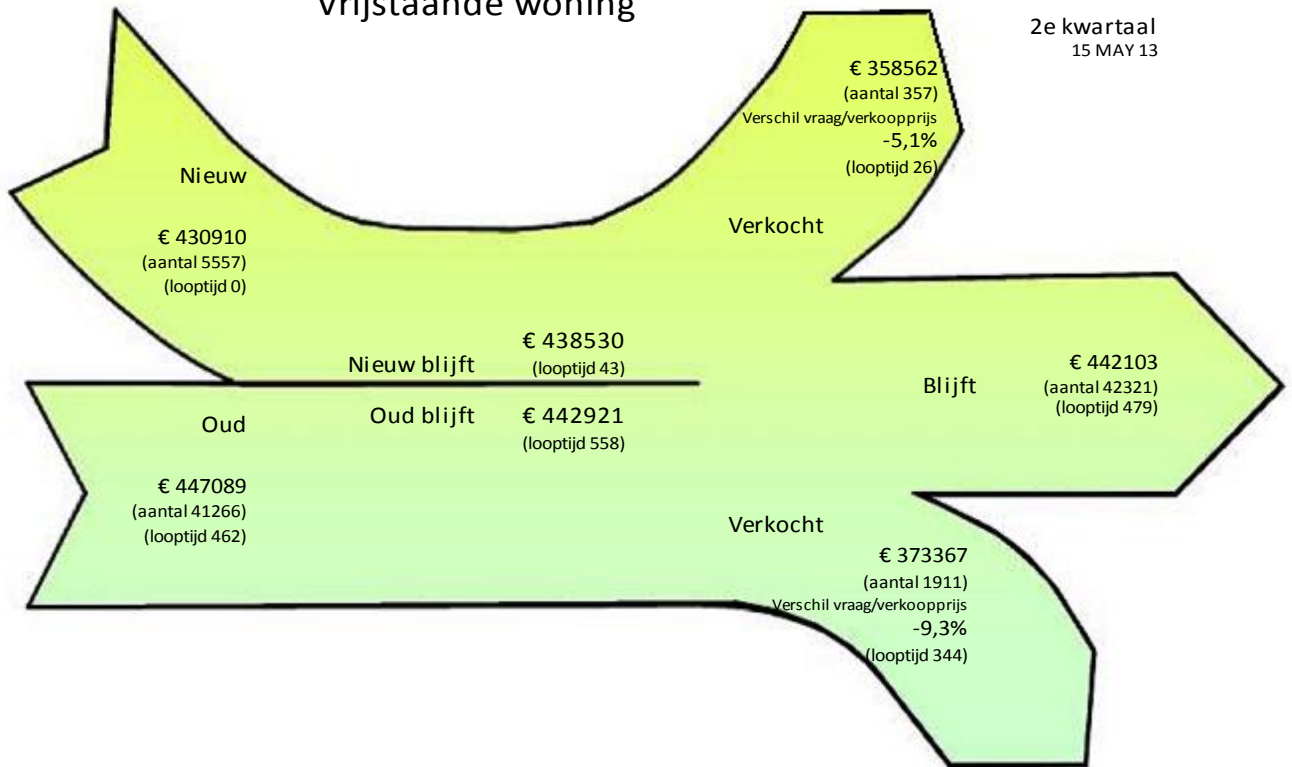 Vrijstaande woning
2e kwartaal
15 MAY 13
€ 358562
(aantal 357)
Verschil vraag/verkoopprijs
-5,1%
(looptijd 26)
Nieuw
€ 430910
(aantal 5557)
(looptijd 0)
Verkocht
Nieuw blijft
€ 438530
(looptijd 43)
Blijft
€ 442103
(aantal 42321)
(looptijd 479)
Oud blijft
€ 442921
(looptijd 558)
Oud
€ 447089
(aantal 41266)
(looptijd 462)
Verkocht
€ 373367
(aantal 1911)
Verschil vraag/verkoopprijs
-9,3%
(looptijd 344)